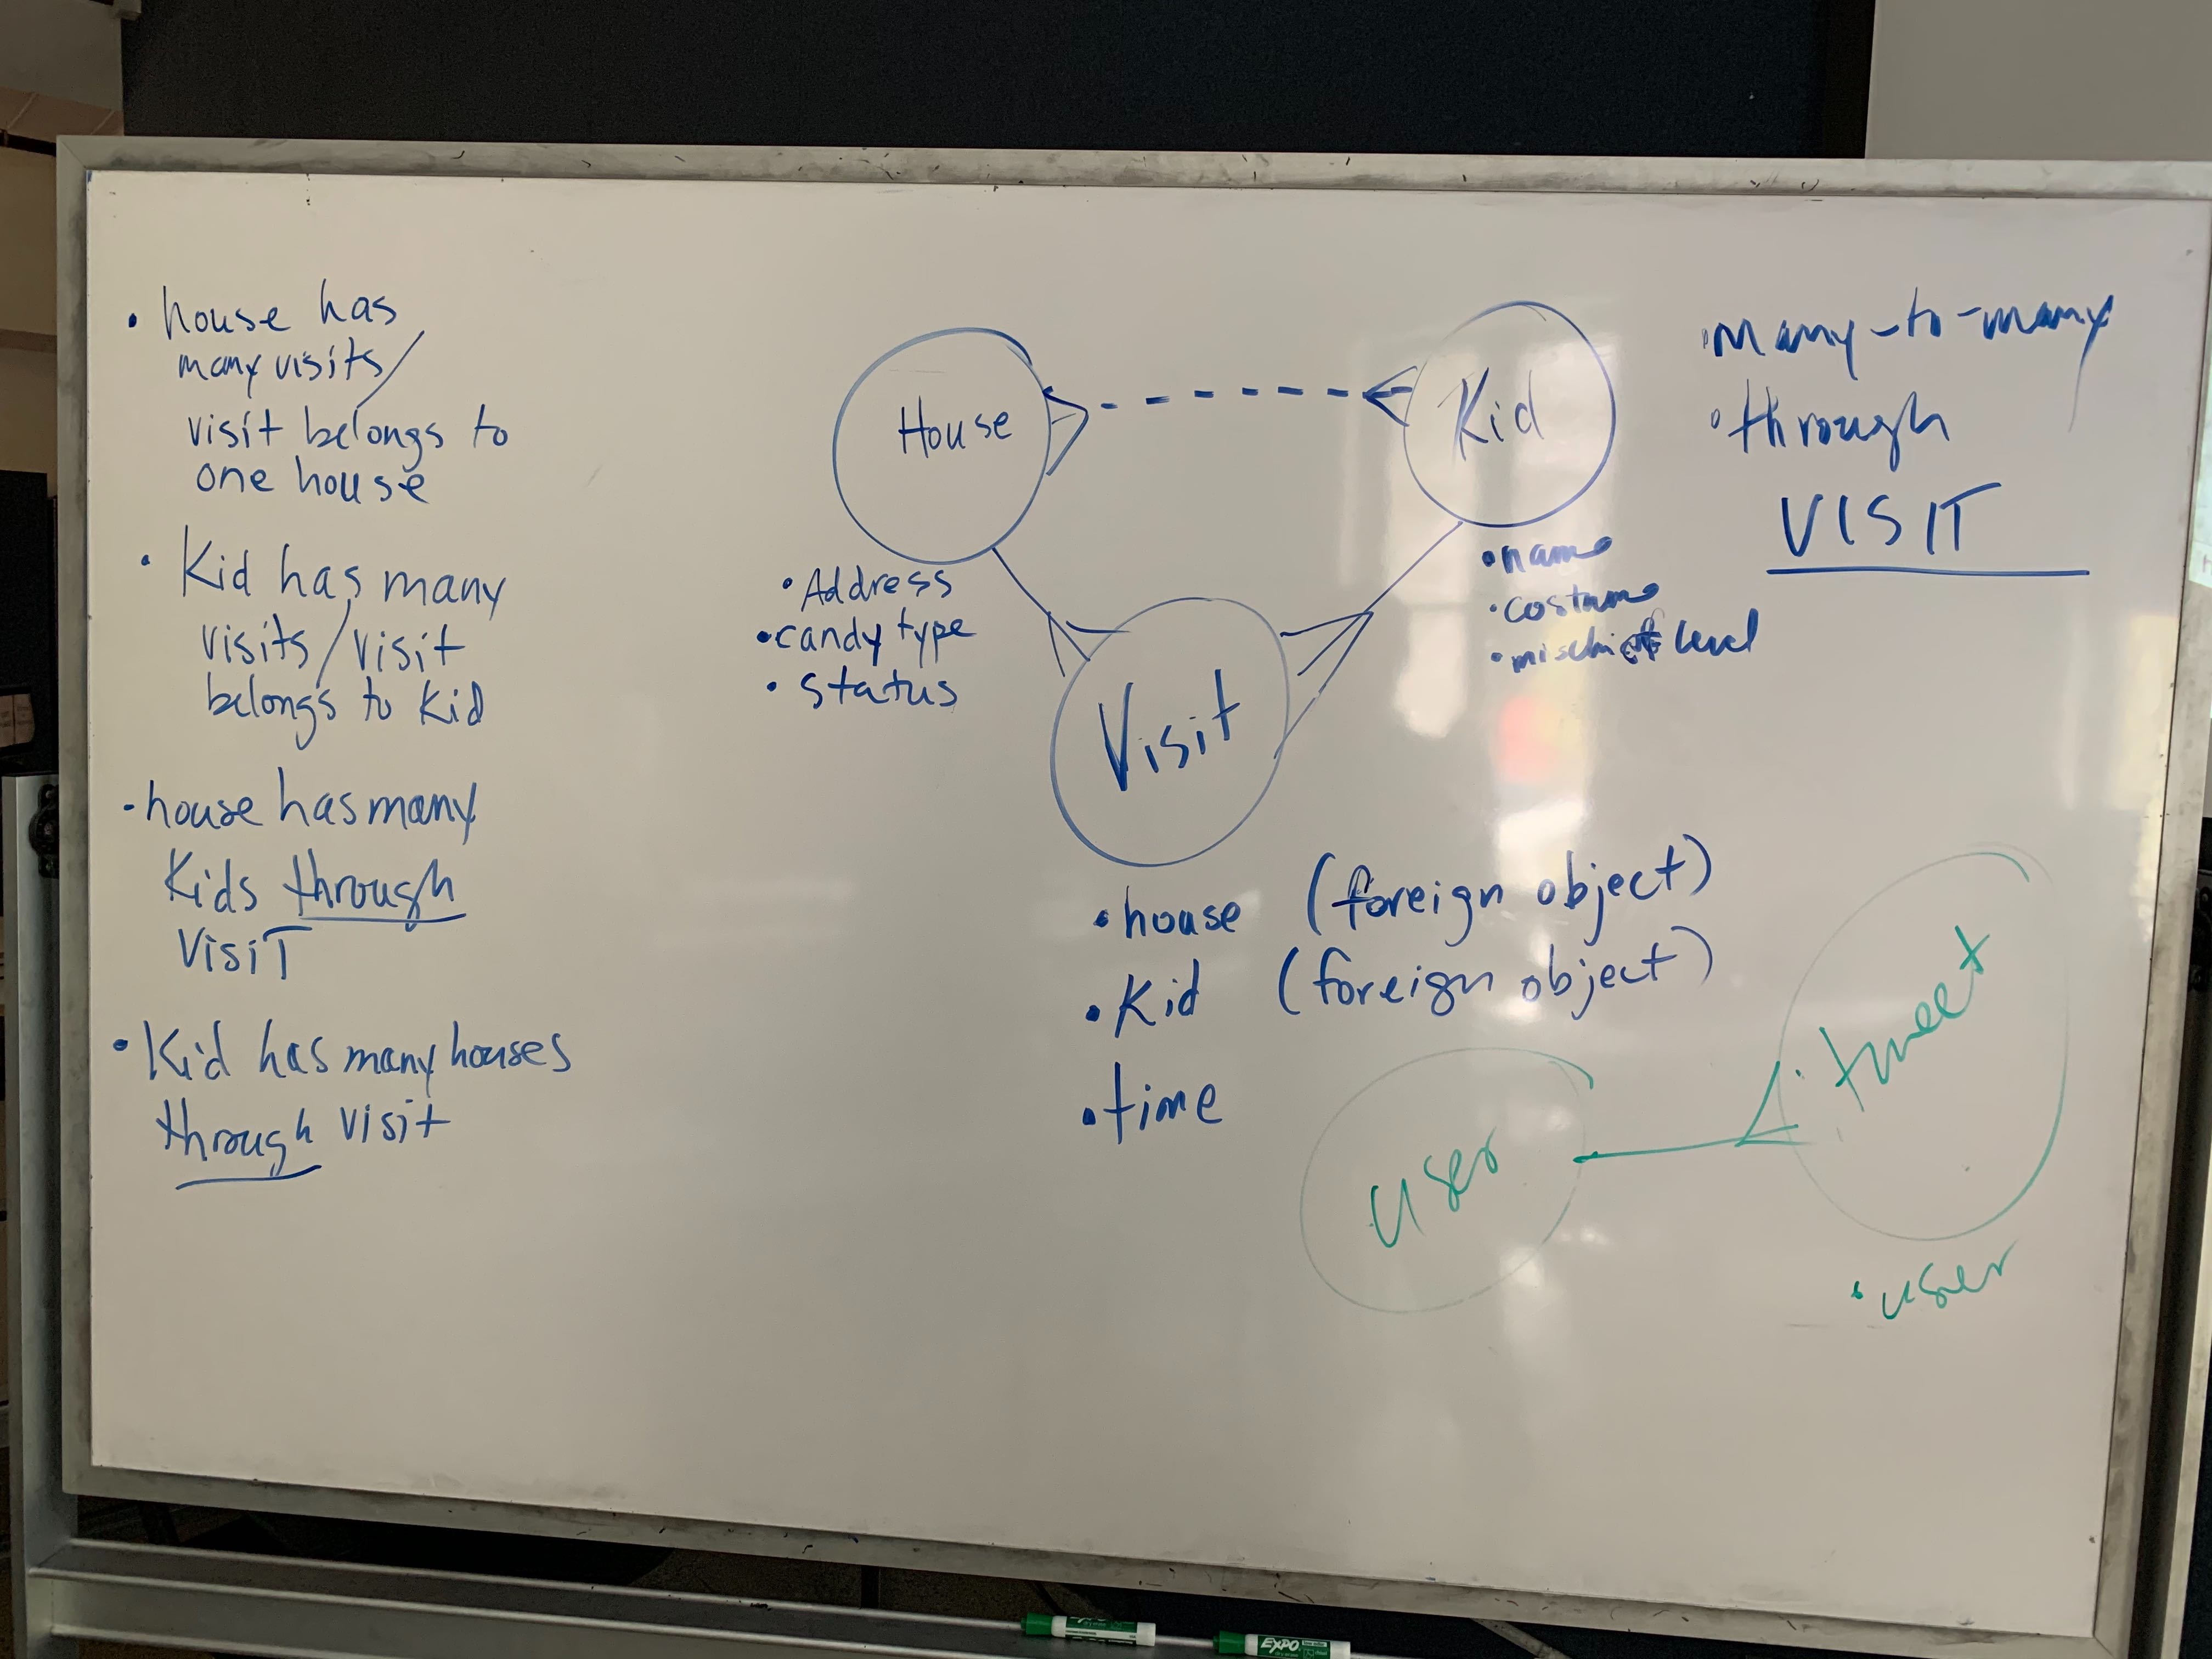 • house has
many visits /
visit belongs to
one house
• Kid has many
visits / visit
belongs to Kid
- house has many
Kids through
VisiT
• Kid has many houses
through visit
House
• Address
• candy type
• status
Kid
• name
• costume
• mischief level
• many-to-many
• through
VISIT
Visit
• house (foreign object)
• Kid (foreign object)
• time
user
tweet
• user
EXPO